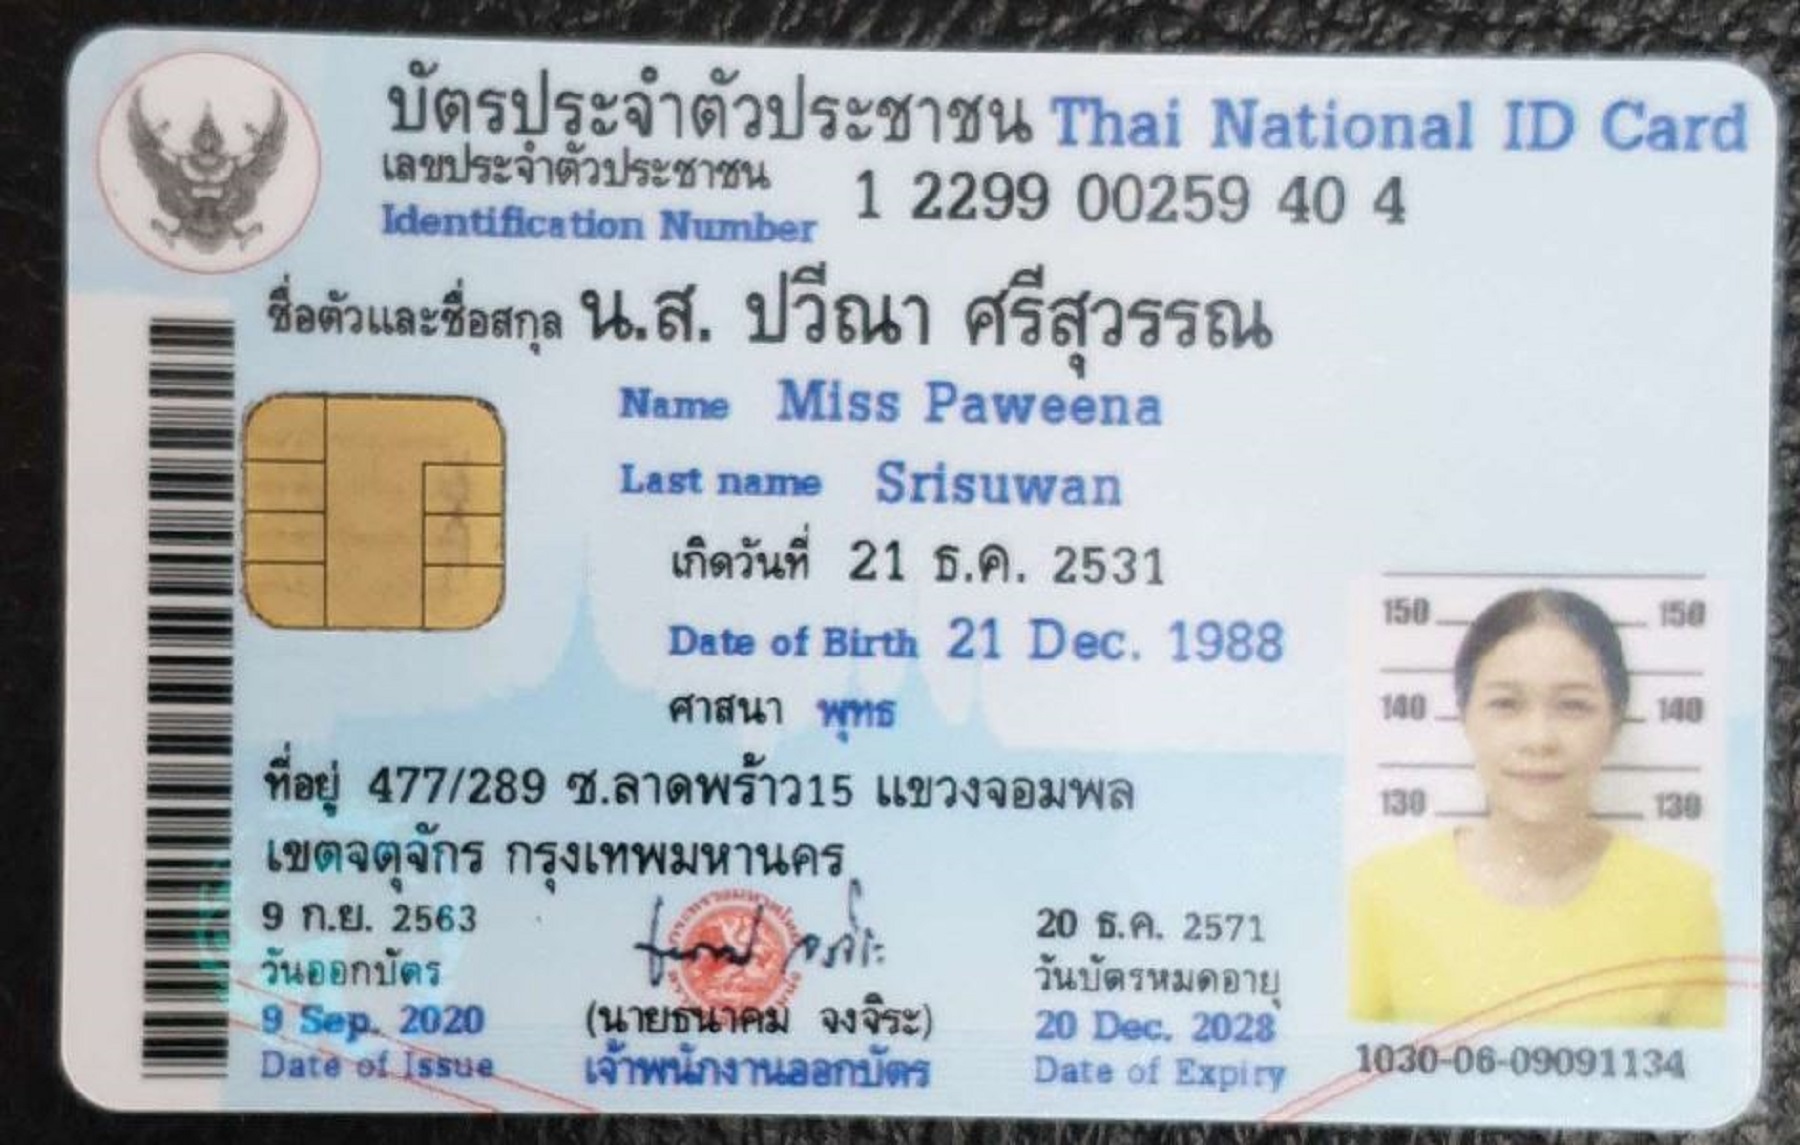 บัตรประจำตัวประชาชน Thai National ID Card
เลขประจำตัวประชาชน
Identification Number 1 2299 00259 40 4
ชื่อตัวและชื่อสกุล น.ส. ปวีณา ศรีสุวรรณ
Name Miss Paweena
Last name Srisuwan
เกิดวันที่ 21 ธ.ค. 2531
Date of Birth 21 Dec. 1988
ศาสนา พุทธ
ที่อยู่ 477/289 ซ.ลาดพร้าว15 แขวงจอมพล
เขตจตุจักร กรุงเทพมหานคร
9 ก.ย. 2563
วันออกบัตร
9 Sep. 2020
Date of Issue
(นายธนาคม จงจิระ)
เจ้าพนักงานออกบัตร
20 ธ.ค. 2571
วันบัตรหมดอายุ
20 Dec. 2028
Date of Expiry
150 150
140 140
130 130
1030-06-09091134